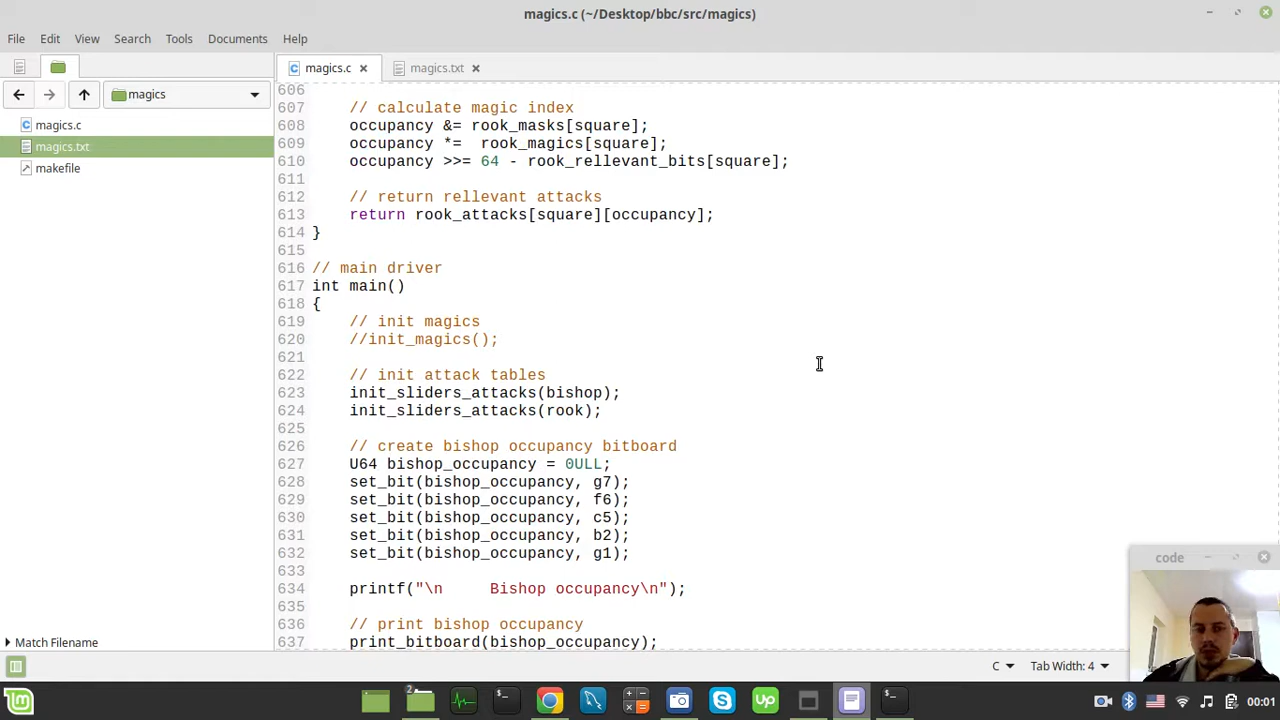 magics.c (~/Desktop/bbc/src/magics)
File Edit View Search Tools Documents Help
magics.c magics.txt
magics
magics.c
magics.txt
makefile
606
607 // calculate magic index
608 occupancy &= rook_masks[square];
609 occupancy *=  rook_magics[square];
610 occupancy >>= 64 - rook_rellevant_bits[square];
611
612 // return rellevant attacks
613 return rook_attacks[square][occupancy];
614 }
615
616 // main driver
617 int main()
618 {
619 // init magics
620 //init_magics();
621
622 // init attack tables
623 init_sliders_attacks(bishop);
624 init_sliders_attacks(rook);
625
626 // create bishop occupancy bitboard
627 U64 bishop_occupancy = 0ULL;
628 set_bit(bishop_occupancy, g7);
629 set_bit(bishop_occupancy, f6);
630 set_bit(bishop_occupancy, c5);
631 set_bit(bishop_occupancy, b2);
632 set_bit(bishop_occupancy, g1);
633
634 printf("\n     Bishop occupancy\n");
635
636 // print bishop occupancy
637 print_bitboard(bishop_occupancy);
code
Match Filename
C Tab Width: 4
2 up 00:01